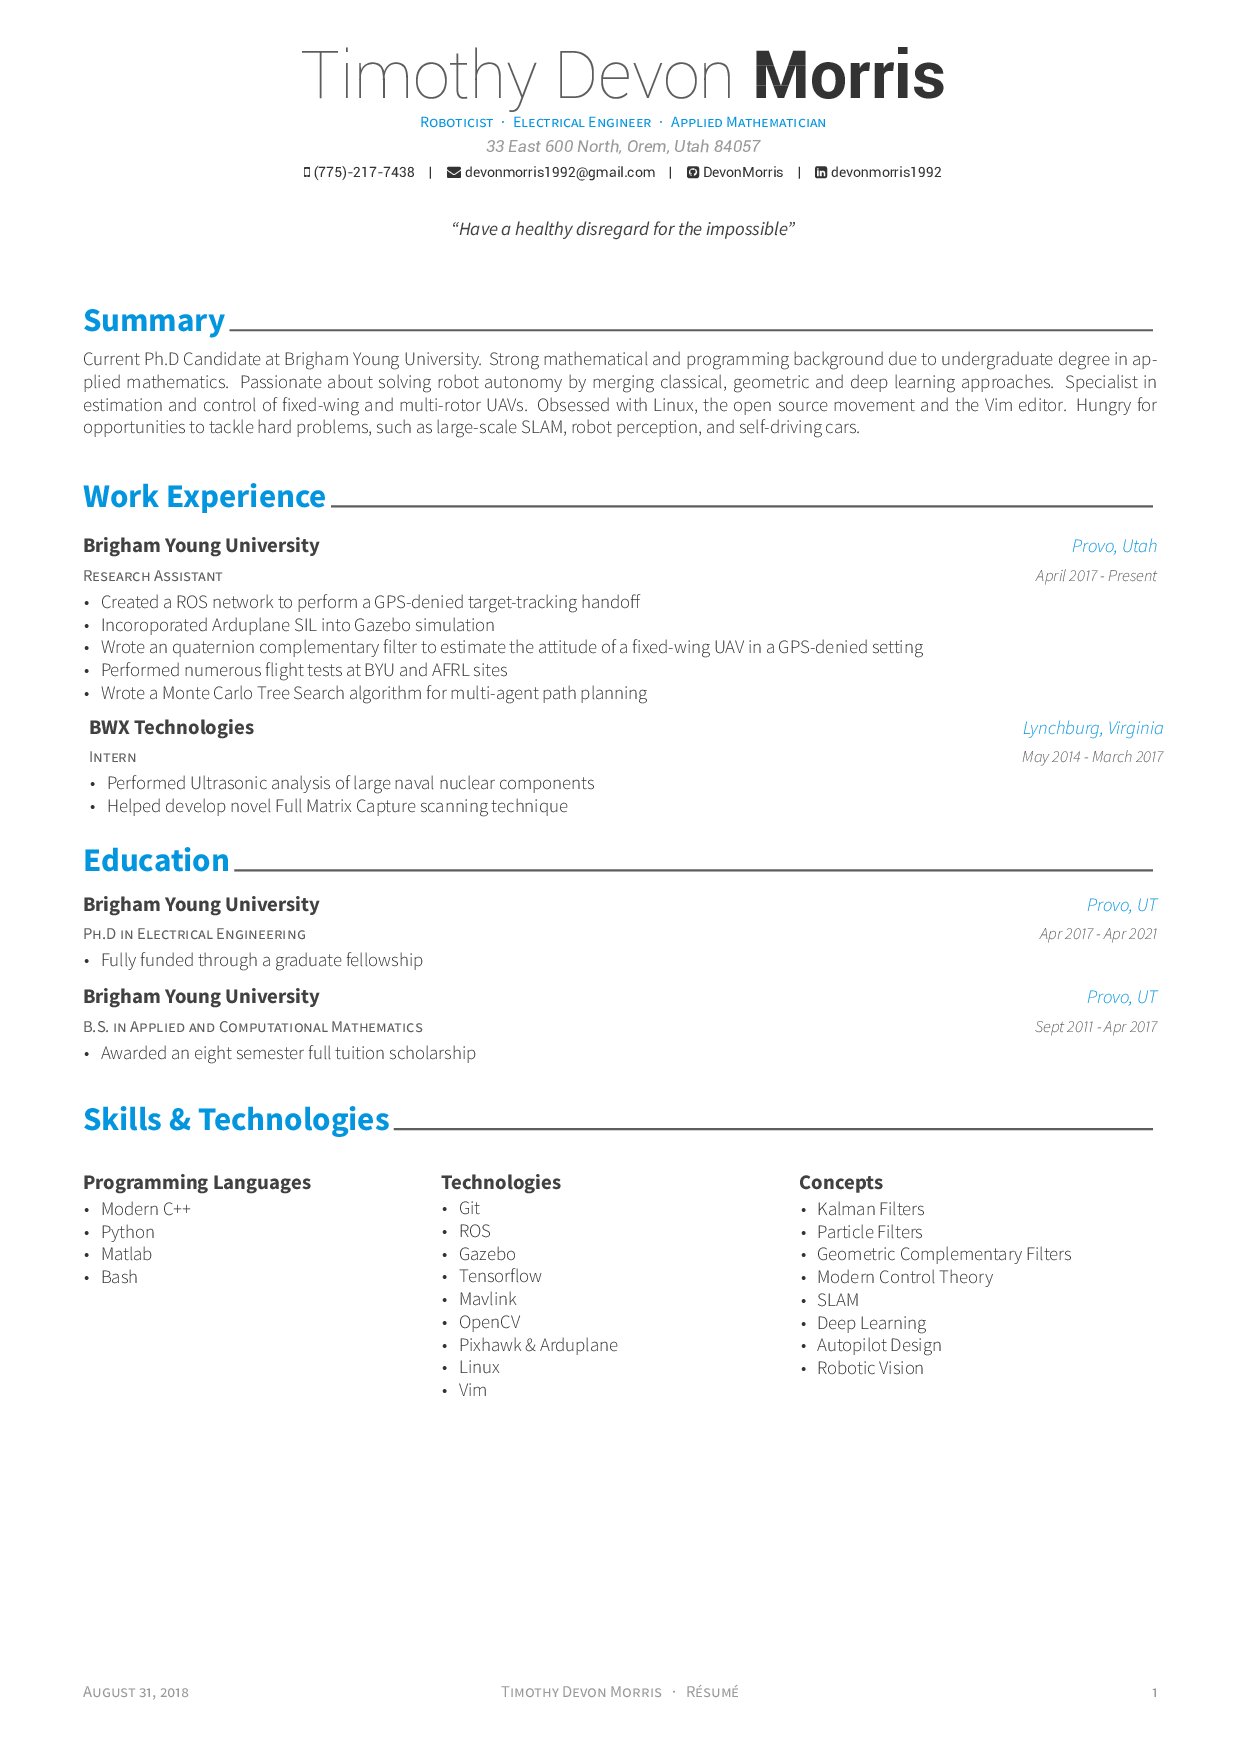 Timothy Devon Morris
Roboticist · Electrical Engineer · Applied Mathematician
33 East 600 North, Orem, Utah 84057
(775)-217-7438 | devonmorris1992@gmail.com | DevonMorris | devonmorris1992
“Have a healthy disregard for the impossible”
Summary
Current Ph.D Candidate at Brigham Young University. Strong mathematical and programming background due to undergraduate degree in ap-
plied mathematics. Passionate about solving robot autonomy by merging classical, geometric and deep learning approaches. Specialist in
estimation and control of fixed-wing and multi-rotor UAVs. Obsessed with Linux, the open source movement and the Vim editor. Hungry for
opportunities to tackle hard problems, such as large-scale SLAM, robot perception, and self-driving cars.
Work Experience
Brigham Young University Provo, Utah
Research Assistant April 2017 - Present
• Created a ROS network to perform a GPS-denied target-tracking handoff
• Incoroporated Arduplane SIL into Gazebo simulation
• Wrote an quaternion complementary filter to estimate the attitude of a fixed-wing UAV in a GPS-denied setting
• Performed numerous flight tests at BYU and AFRL sites
• Wrote a Monte Carlo Tree Search algorithm for multi-agent path planning
BWX Technologies Lynchburg, Virginia
Intern May 2014 - March 2017
• Performed Ultrasonic analysis of large naval nuclear components
• Helped develop novel Full Matrix Capture scanning technique
Education
Brigham Young University Provo, UT
Ph.D in Electrical Engineering Apr 2017 - Apr 2021
• Fully funded through a graduate fellowship
Brigham Young University Provo, UT
B.S. in Applied and Computational Mathematics Sept 2011 - Apr 2017
• Awarded an eight semester full tuition scholarship
Skills & Technologies
Programming Languages
• Modern C++
• Python
• Matlab
• Bash
Technologies
• Git
• ROS
• Gazebo
• Tensorflow
• Mavlink
• OpenCV
• Pixhawk & Arduplane
• Linux
• Vim
Concepts
• Kalman Filters
• Particle Filters
• Geometric Complementary Filters
• Modern Control Theory
• SLAM
• Deep Learning
• Autopilot Design
• Robotic Vision
August 31, 2018 Timothy Devon Morris · Résumé 1